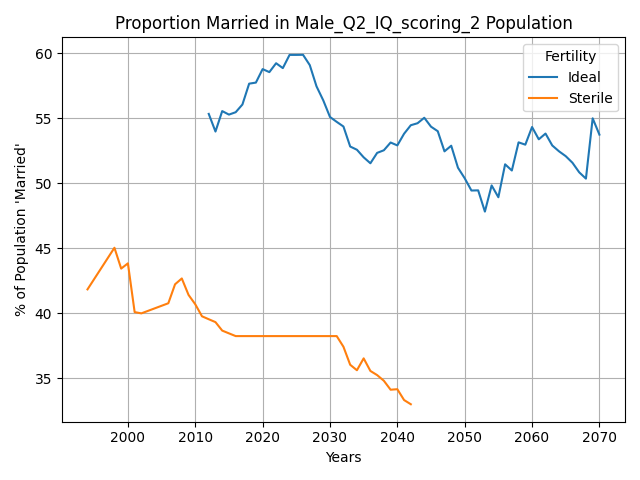 Proportion Married in Male_Q2_IQ_scoring_2 Population
Fertility
Ideal
Sterile
% of Population 'Married'
60
55
50
45
40
35
2000
2010
2020
2030
2040
2050
2060
2070
Years